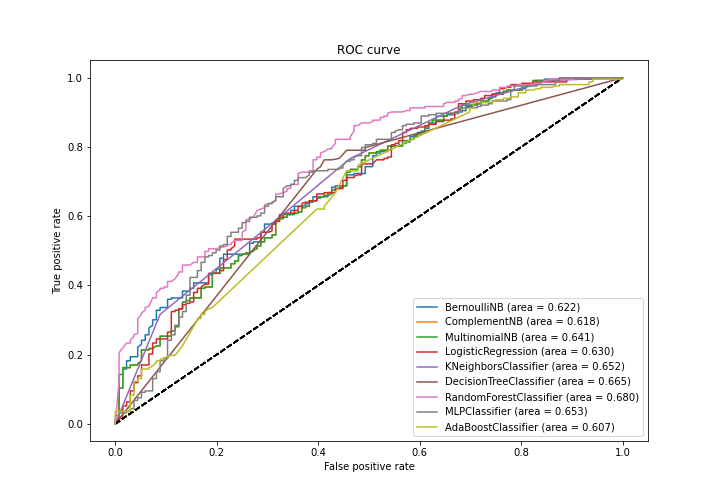 ROC curve
True positive rate
1.0
0.8
0.6
0.4
0.2
0.0
0.0 0.2 0.4 0.6 0.8 1.0
False positive rate
BernoulliNB (area = 0.622)
ComplementNB (area = 0.618)
MultinomialNB (area = 0.641)
LogisticRegression (area = 0.630)
KNeighborsClassifier (area = 0.652)
DecisionTreeClassifier (area = 0.665)
RandomForestClassifier (area = 0.680)
MLPClassifier (area = 0.653)
AdaBoostClassifier (area = 0.607)